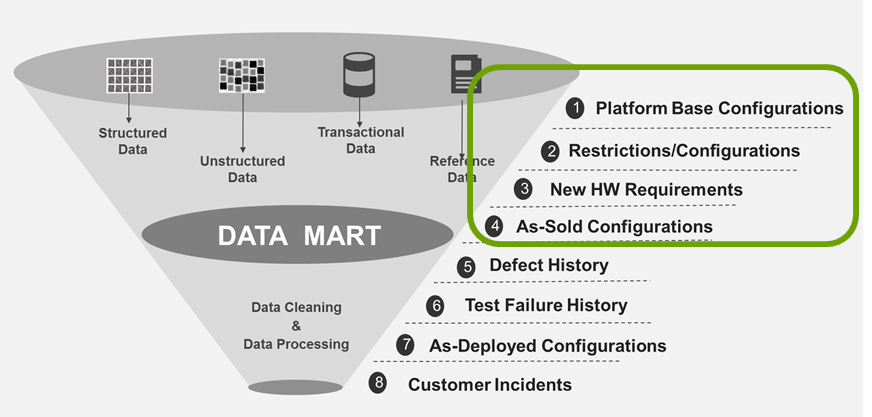 Structured
Data
Unstructured
Data
Transactional
Data
Reference
Data
DATA MART
Data Cleaning
&
Data Processing
1 Platform Base Configurations
2 Restrictions/Configurations
3 New HW Requirements
4 As-Sold Configurations
5 Defect History
6 Test Failure History
7 As-Deployed Configurations
8 Customer Incidents